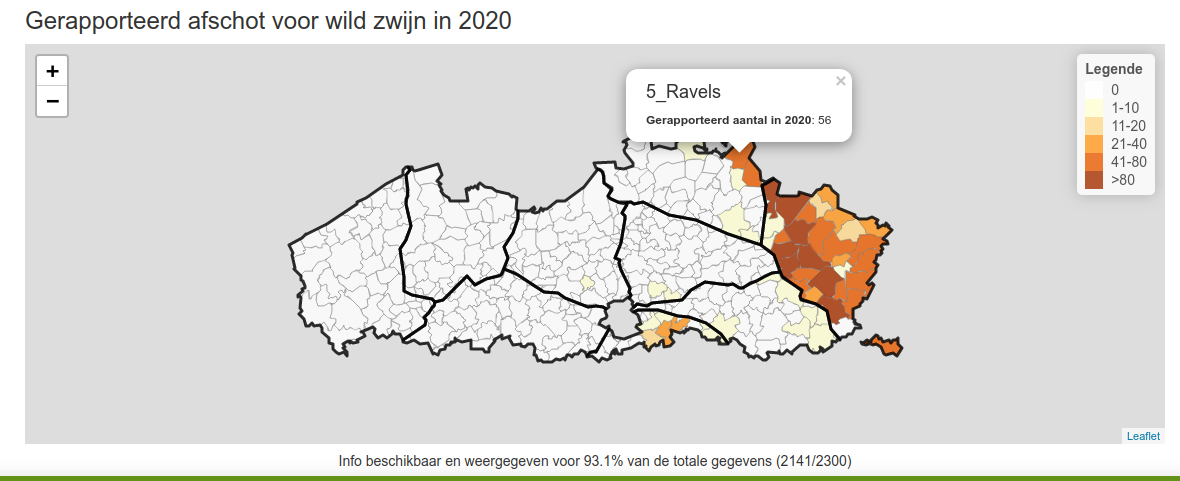 Gerapporteerd afschot voor wild zwijn in 2020
+
−
5_Ravels
×
Gerapporteerd aantal in 2020: 56
Legende
0
1-10
11-20
21-40
41-80
>80
Leaflet
Info beschikbaar en weergegeven voor 93.1% van de totale gegevens (2141/2300)